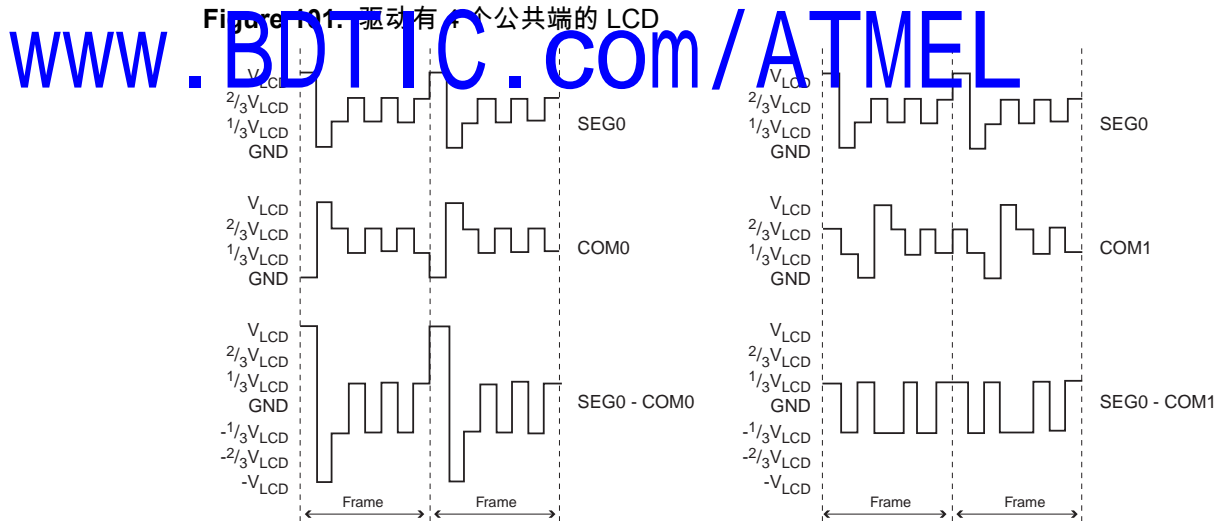 Figure 101. 驱动有 4 个公共端的 LCD
www.BDTIC.com/ATMEL
VLCD
2/3VLCD
1/3VLCD
GND
SEG0
VLCD
2/3VLCD
1/3VLCD
GND
SEG0
VLCD
2/3VLCD
1/3VLCD
GND
COM0
VLCD
2/3VLCD
1/3VLCD
GND
COM1
VLCD
2/3VLCD
1/3VLCD
GND
-1/3VLCD
-2/3VLCD
-VLCD
SEG0 - COM0
Frame
Frame
VLCD
2/3VLCD
1/3VLCD
GND
-1/3VLCD
-2/3VLCD
-VLCD
SEG0 - COM1
Frame
Frame